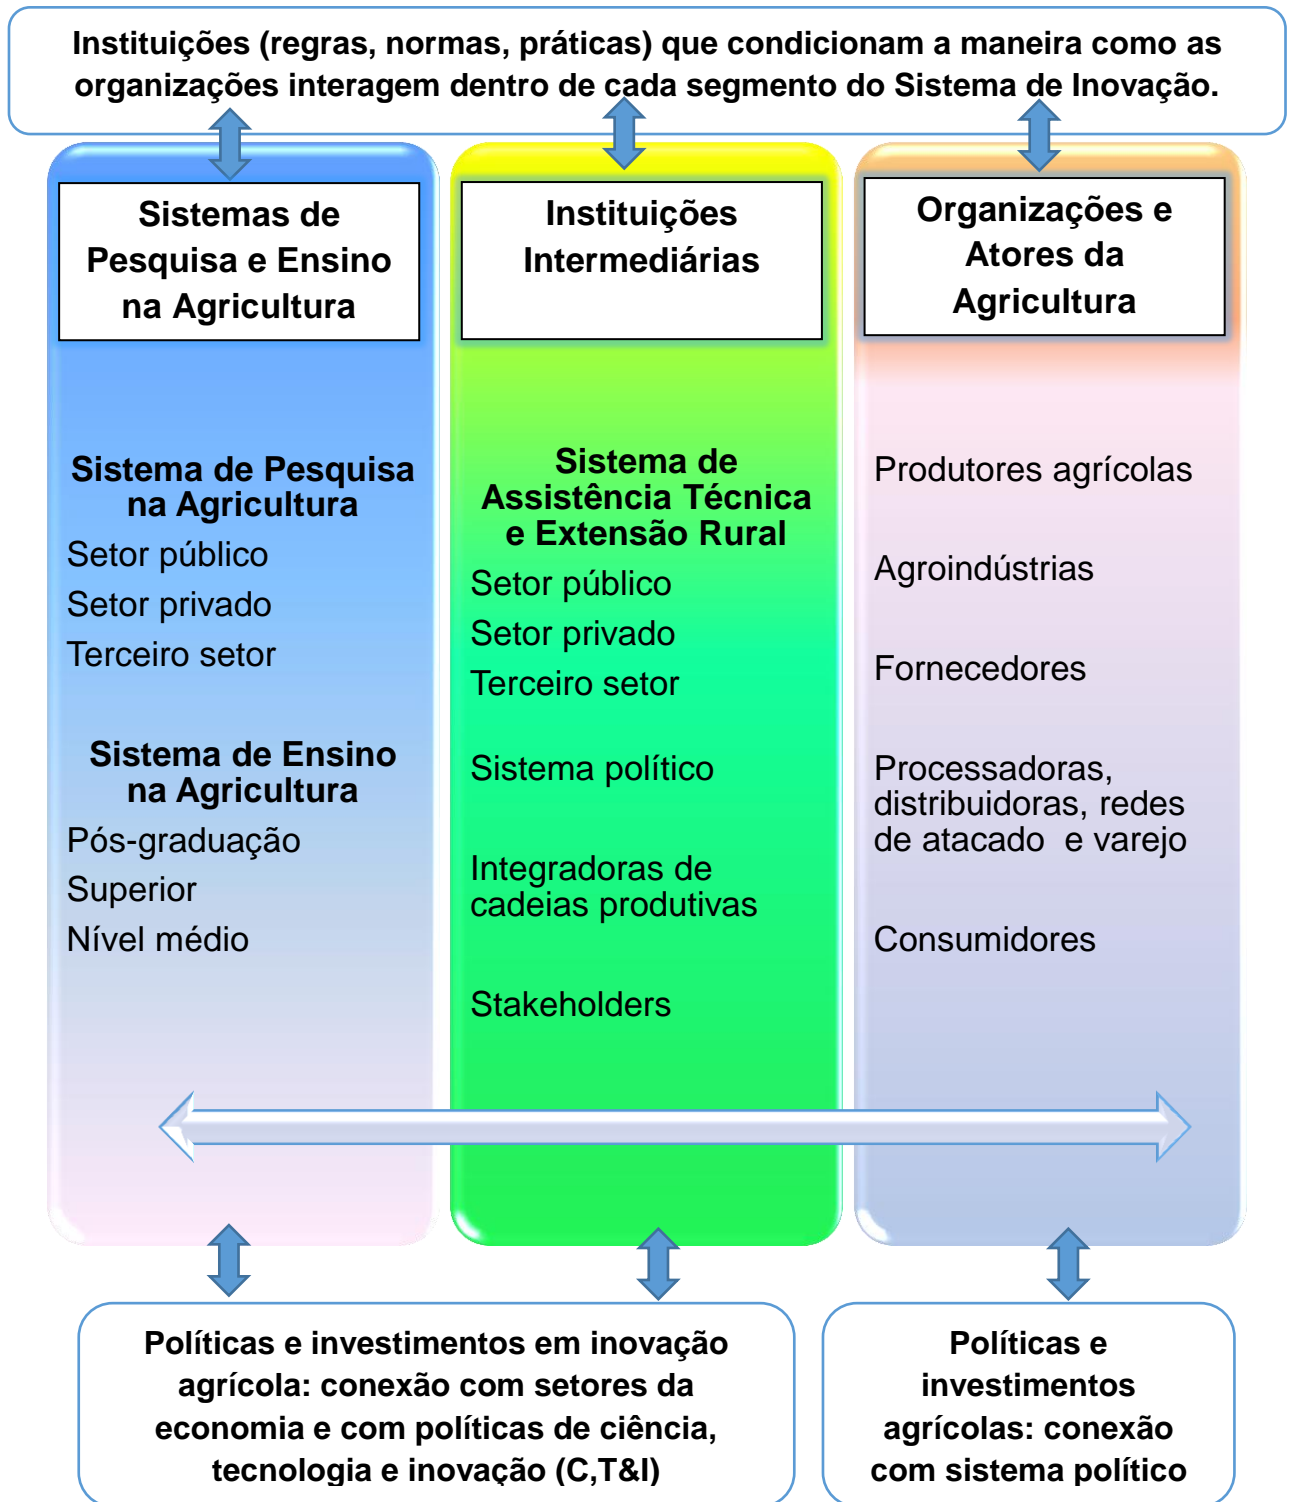 Instituições (regras, normas, práticas) que condicionam a maneira como as
organizações interagem dentro de cada segmento do Sistema de Inovação.
Sistemas de
Pesquisa e Ensino
na Agricultura
Sistema de Pesquisa
na Agricultura
Setor público
Setor privado
Terceiro setor
Sistema de Ensino
na Agricultura
Pós-graduação
Superior
Nível médio
Instituições
Intermediárias
Sistema de
Assistência Técnica
e Extensão Rural
Setor público
Setor privado
Terceiro setor
Sistema político
Integradoras de
cadeias produtivas
Stakeholders
Organizações e
Atores da
Agricultura
Produtores agrícolas
Agroindústrias
Fornecedores
Processadoras,
distribuidoras, redes
de atacado e varejo
Consumidores
Políticas e investimentos em inovação
agrícola: conexão com setores da
economia e com políticas de ciência,
tecnologia e inovação (C,T&I)
Políticas e
investimentos
agrícolas: conexão
com sistema político